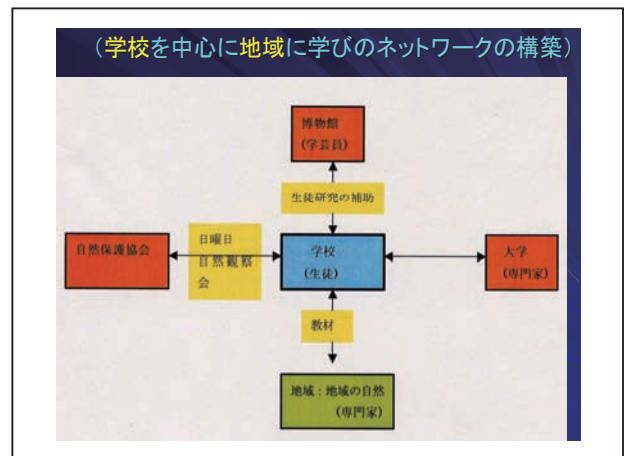 (学校を中心に地域に学びのネットワークの構築)
博物館
(学芸員)
生徒研究の補助
自然保護協会
日曜日
自然観察
会
学校
(生徒)
大学
(専門家)
教材
地域：地域の自然
(専門家)